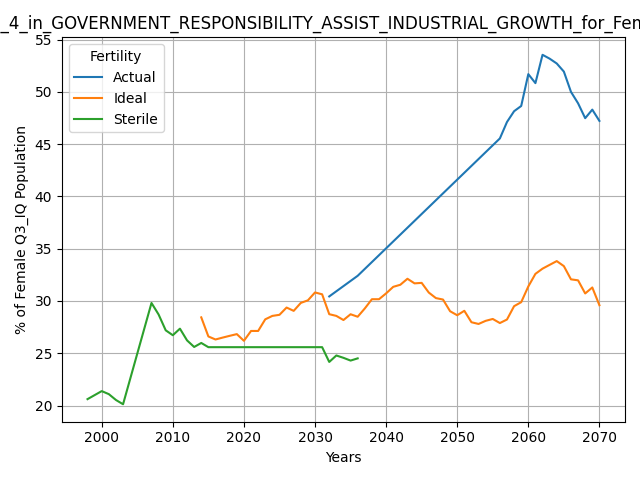 _4_in_GOVERNMENT_RESPONSIBILITY_ASSIST_INDUSTRIAL_GROWTH_for_Fem
Fertility
Actual
Ideal
Sterile
% of Female Q3_IQ Population
55
50
45
40
35
30
25
20
2000 2010 2020 2030 2040 2050 2060 2070
Years